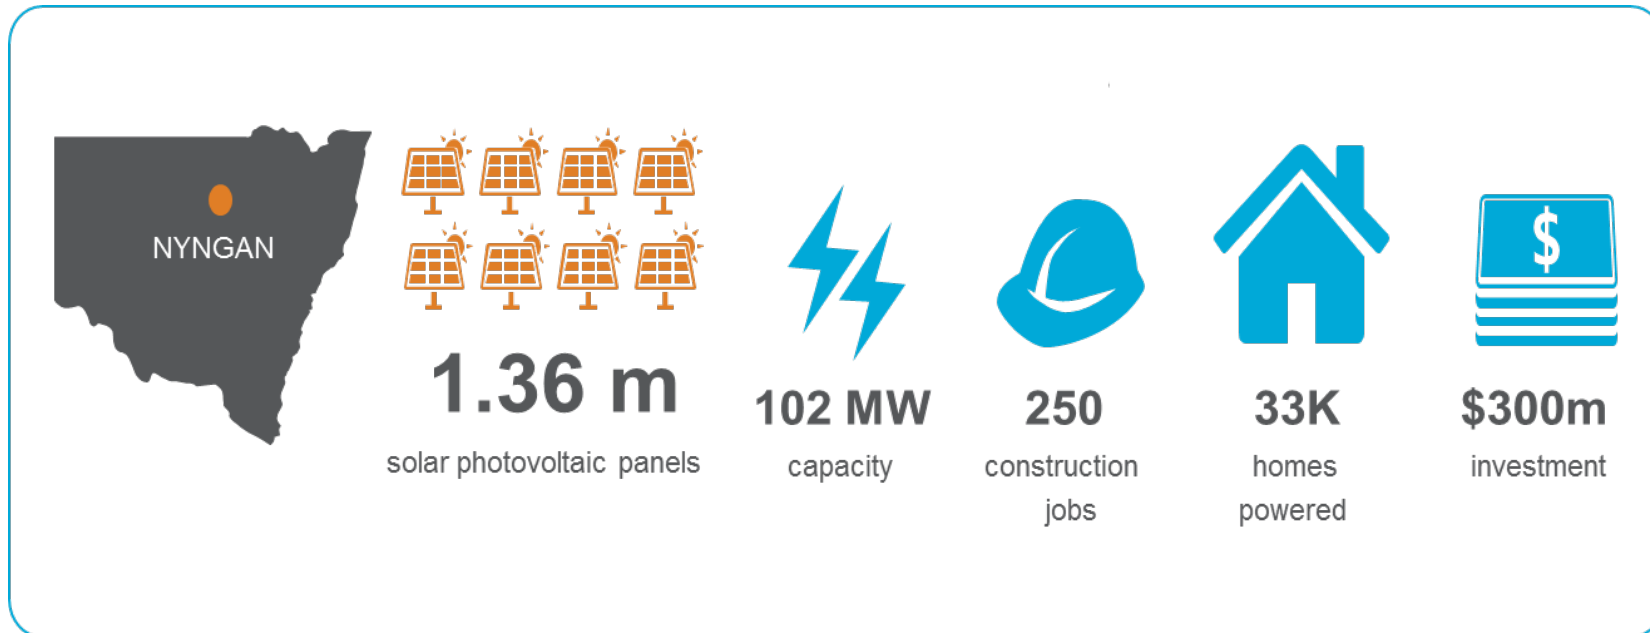 NYNGAN
1.36 m
solar photovoltaic panels
102 MW
capacity
250
construction
jobs
33K
homes
powered
$
$300m
investment